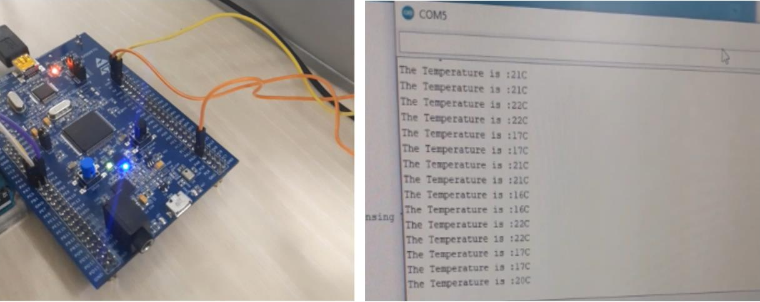 COM5
The Temperature is :21C
The Temperature is :21C
The Temperature is :22C
The Temperature is :22C
The Temperature is :17C
The Temperature is :17C
The Temperature is :21C
The Temperature is :21C
The Temperature is :16C
nsing
The Temperature is :16C
The Temperature is :22C
The Temperature is :22C
The Temperature is :17C
The Temperature is :17C
The Temperature is :20C